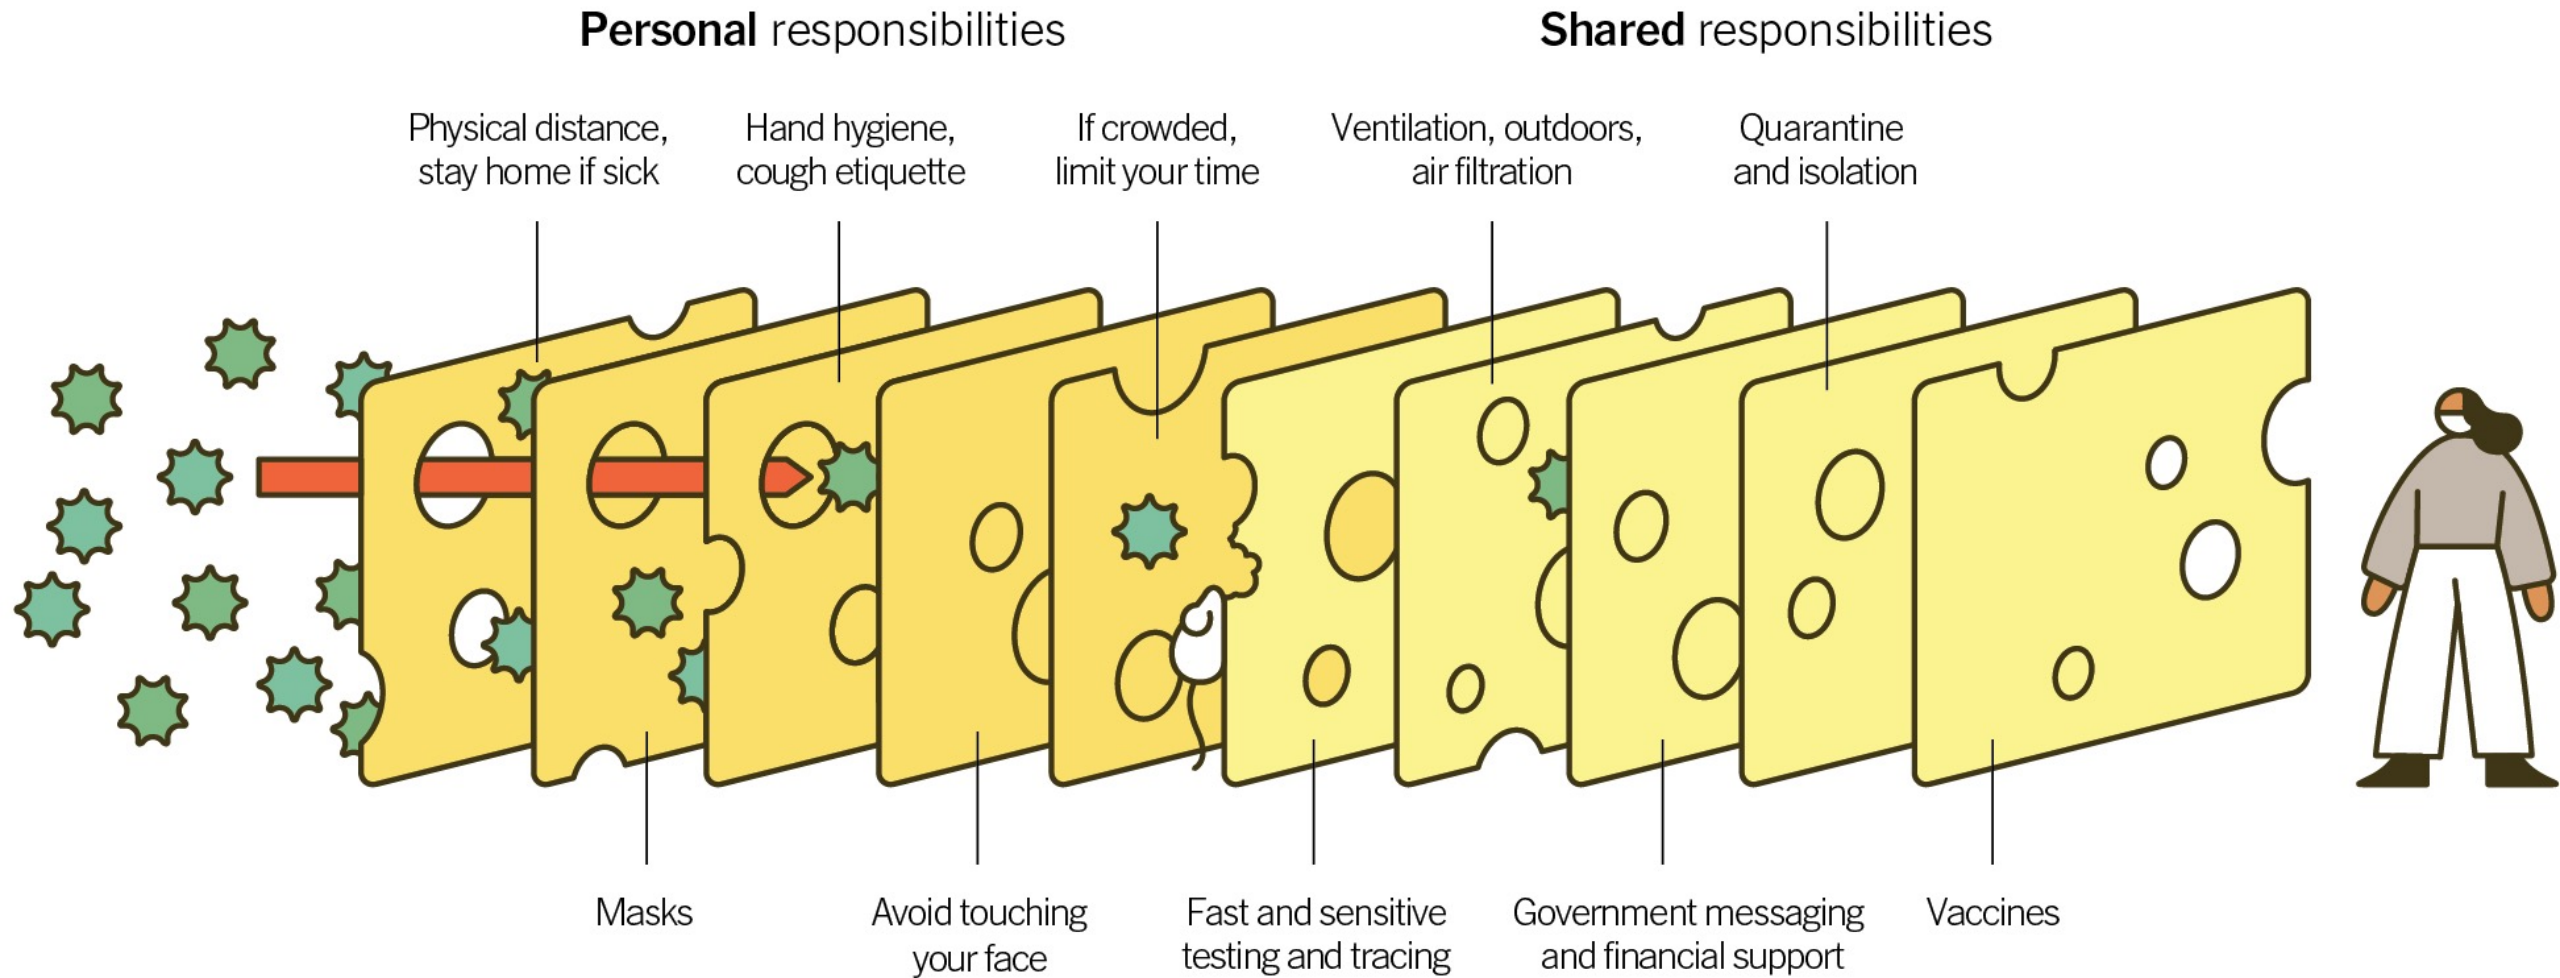 Personal responsibilities
Shared responsibilities
Physical distance,
stay home if sick
Hand hygiene,
cough etiquette
If crowded,
limit your time
Ventilation, outdoors,
air filtration
Quarantine
and isolation
Masks
Avoid touching
your face
Fast and sensitive
testing and tracing
Government messaging
and financial support
Vaccines